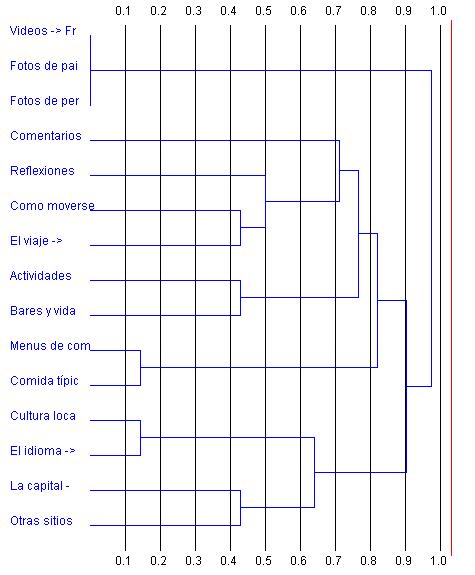 0.1 0.2 0.3 0.4 0.5 0.6 0.7 0.8 0.9 1.0
Videos -> Fr
Fotos de pai
Fotos de per
Comentarios
Reflexiones
Como moverse
El viaje ->
Actividades
Bares y vida
Menus de com
Comida típic
Cultura loca
El idioma ->
La capital -
Otras sitios
0.1 0.2 0.3 0.4 0.5 0.6 0.7 0.8 0.9 1.0